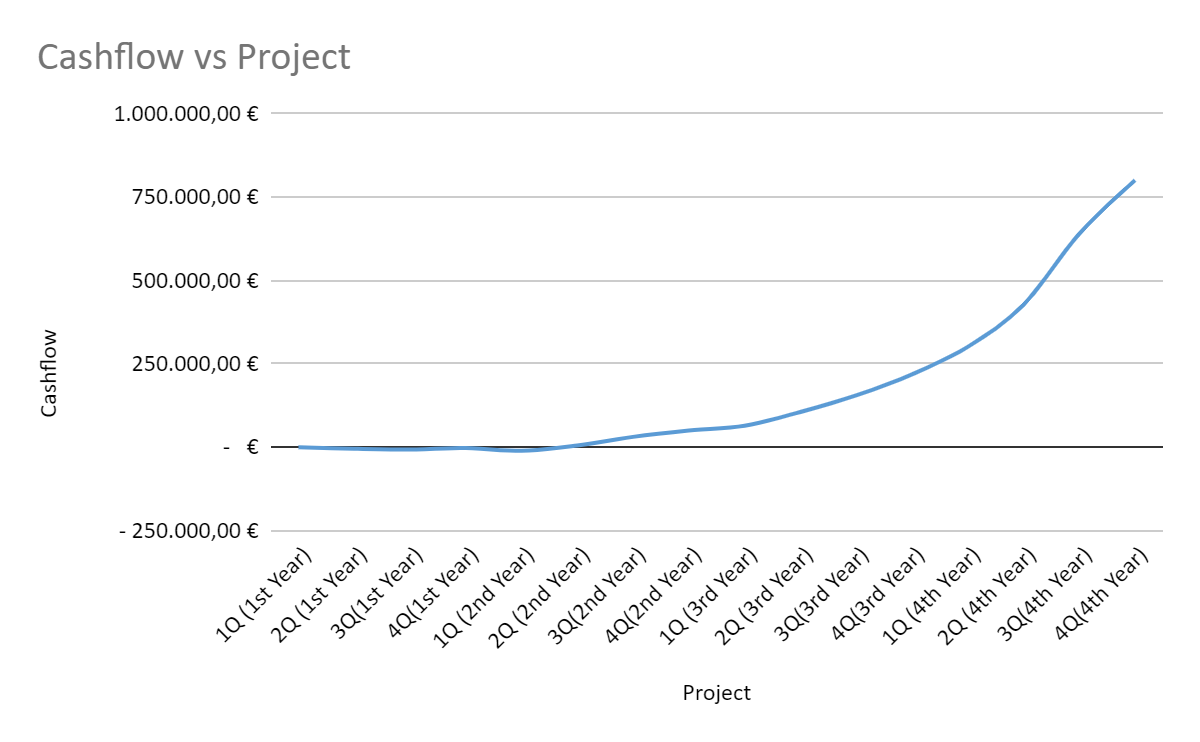 Cashflow vs Project
1.000.000,00 €
750.000,00 €
500.000,00 €
250.000,00 €
- €
- 250.000,00 €
Cashflow
1Q (1st Year)
2Q (1st Year)
3Q(1st Year)
4Q(1st Year)
1Q (2nd Year)
2Q (2nd Year)
3Q(2nd Year)
4Q(2nd Year)
1Q (3rd Year)
2Q (3rd Year)
3Q(3rd Year)
4Q(3rd Year)
1Q (4th Year)
2Q (4th Year)
3Q(4th Year)
4Q(4th Year)
Project